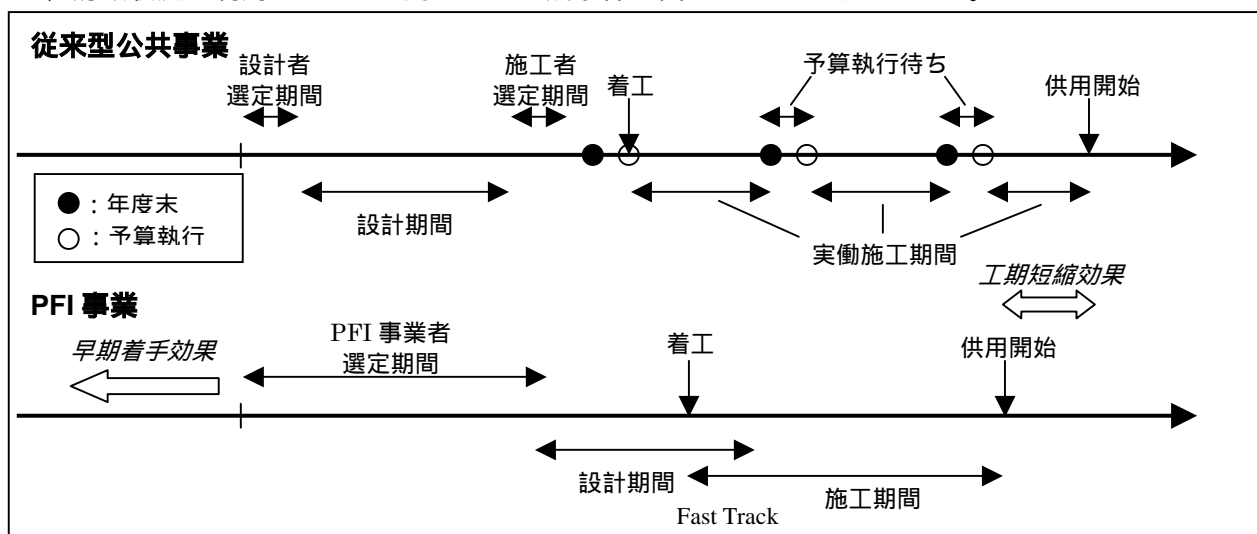 従来型公共事業
設計者
選定期間
施工者
選定期間
着工
予算執行待ち
供用開始
●：年度末
○：予算執行
設計期間
実働施工期間
工期短縮効果
PFI 事業
早期着手効果
PFI 事業者
選定期間
着工
供用開始
設計期間
施工期間
Fast Track